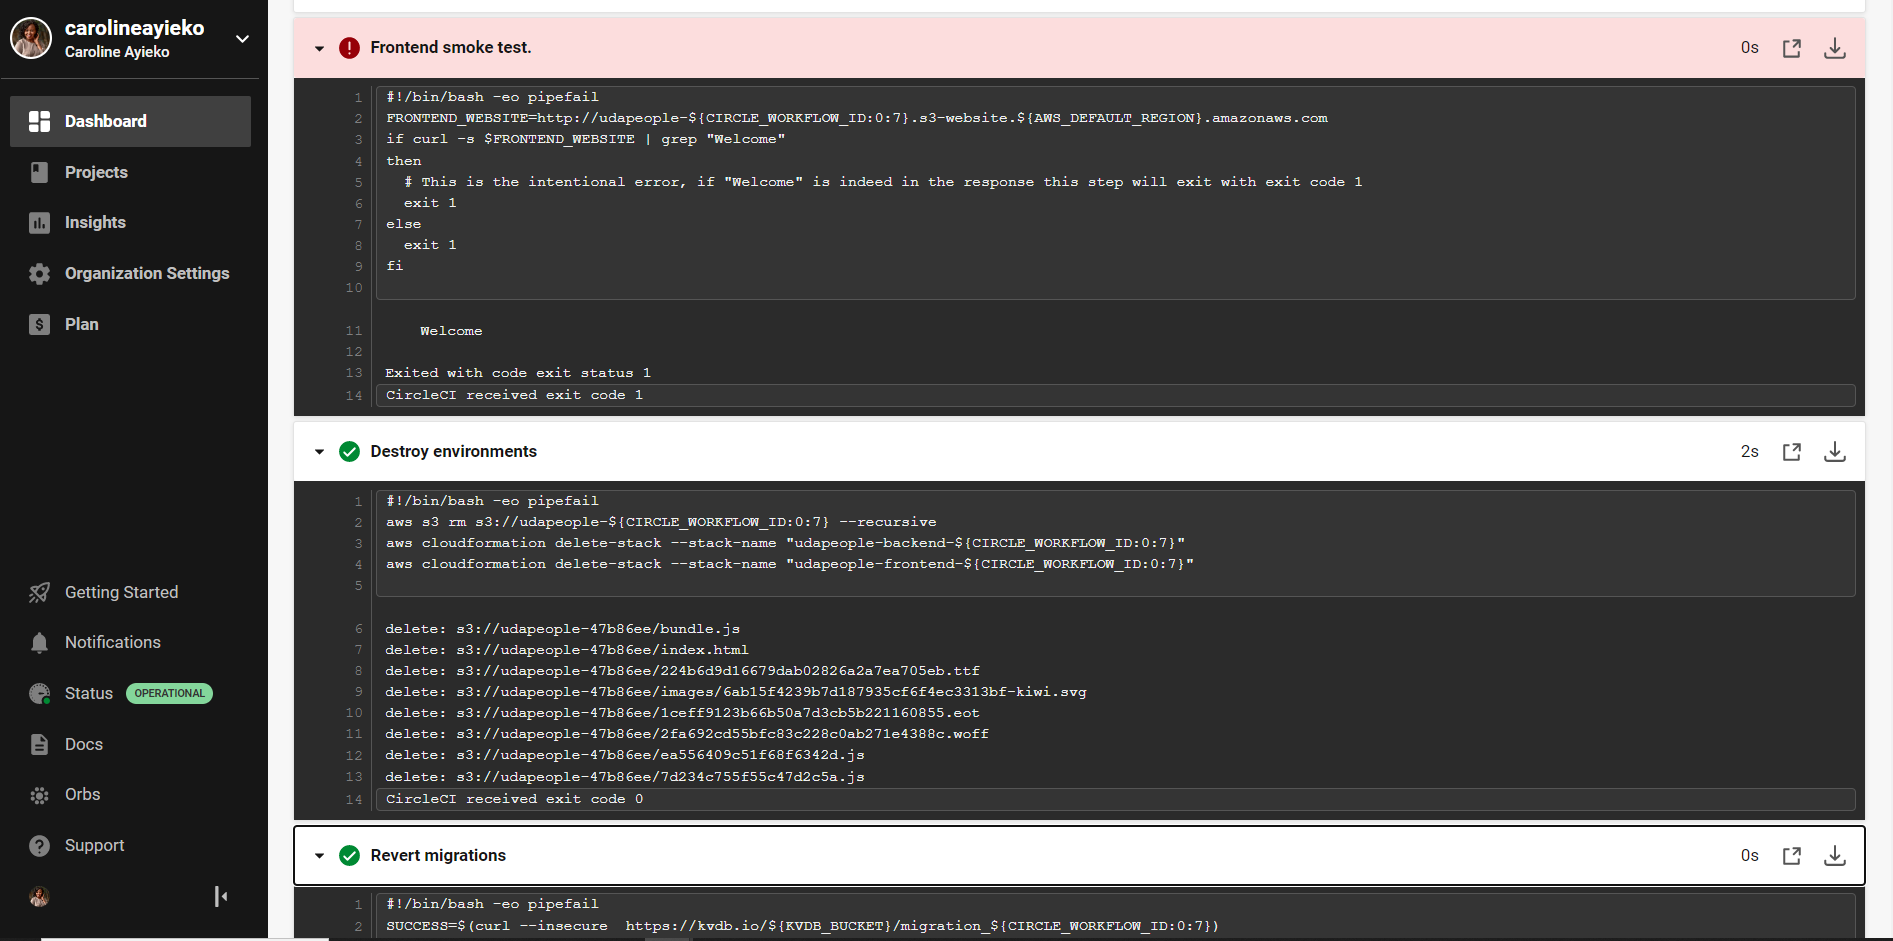 carolineayieko
Caroline Ayieko
Dashboard
Projects
Insights
Organization Settings
Plan
Getting Started
Notifications
Status OPERATIONAL
Docs
Orbs
Support
Frontend smoke test. 0s
1 #!/bin/bash -eo pipefail
2 FRONTEND_WEBSITE=http://udapeople-${CIRCLE_WORKFLOW_ID:0:7}.s3-website.${AWS_DEFAULT_REGION}.amazonaws.com
3 if curl -s $FRONTEND_WEBSITE | grep "Welcome"
4 then
5 # This is the intentional error, if "Welcome" is indeed in the response this step will exit with exit code 1
6 exit 1
7 else
8 exit 1
9 fi
10
11 Welcome
12
13 Exited with code exit status 1
14 CircleCI received exit code 1
Destroy environments 2s
1 #!/bin/bash -eo pipefail
2 aws s3 rm s3://udapeople-${CIRCLE_WORKFLOW_ID:0:7} --recursive
3 aws cloudformation delete-stack --stack-name "udapeople-backend-${CIRCLE_WORKFLOW_ID:0:7}"
4 aws cloudformation delete-stack --stack-name "udapeople-frontend-${CIRCLE_WORKFLOW_ID:0:7}"
5
6 delete: s3://udapeople-47b86ee/bundle.js
7 delete: s3://udapeople-47b86ee/index.html
8 delete: s3://udapeople-47b86ee/224b6d9d16679dab02826a2a7ea705eb.ttf
9 delete: s3://udapeople-47b86ee/images/6ab15f4239b7d187935cf6f4ec3313bf-kiwi.svg
10 delete: s3://udapeople-47b86ee/1ceff9123b66b50a7d3cb5b221160855.eot
11 delete: s3://udapeople-47b86ee/2fa692cd55bfc83c228c0ab271e4388c.woff
12 delete: s3://udapeople-47b86ee/ea556409c51f68f6342d.js
13 delete: s3://udapeople-47b86ee/7d234c755f55c47d2c5a.js
14 CircleCI received exit code 0
Revert migrations 0s
1 #!/bin/bash -eo pipefail
2 SUCCESS=$(curl --insecure  https://kvdb.io/${KVDB_BUCKET}/migration_${CIRCLE_WORKFLOW_ID:0:7})